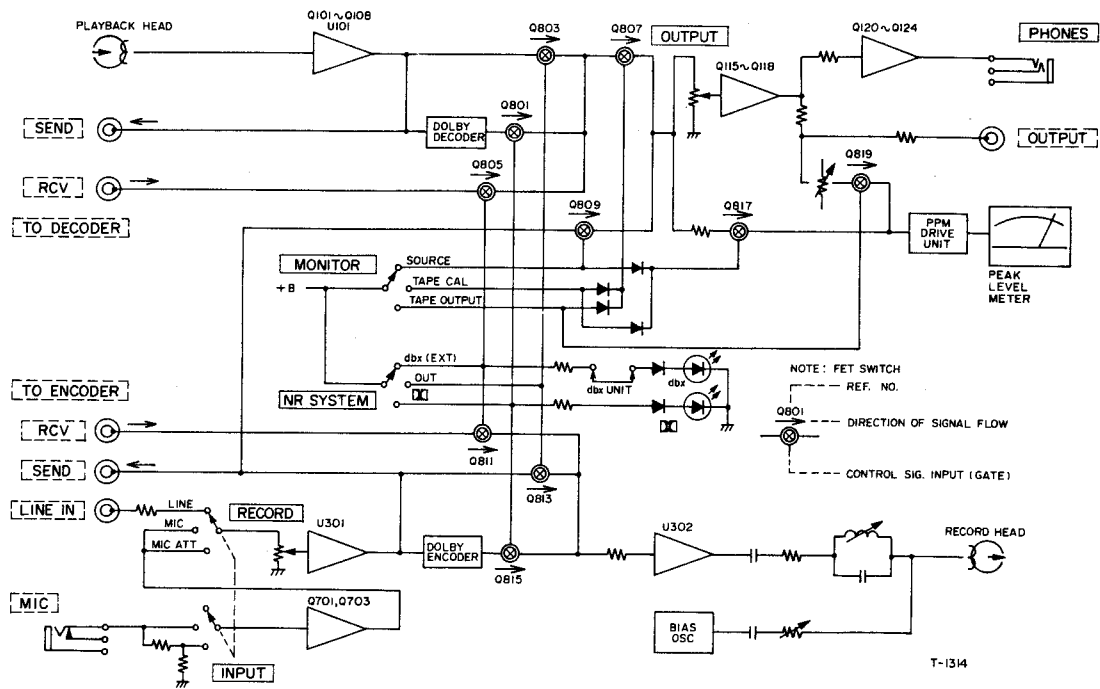 PLAYBACK HEAD
Q101~Q108
U101
Q803
Q807
OUTPUT
Q120~Q124
PHONES
Q115~Q118
SEND
DOLBY
DECODER
Q801
OUTPUT
Q805
Q819
RCV
Q809
Q817
TO DECODER
PPM
DRIVE
UNIT
MONITOR
SOURCE
+B
TAPE CAL
TAPE OUTPUT
PEAK
LEVEL
METER
dbx (EXT)
OUT
dbx UNIT
dbx
NR SYSTEM
NOTE: FET SWITCH
REF. NO.
Q801
DIRECTION OF SIGNAL FLOW
CONTROL SIG. INPUT (GATE)
TO ENCODER
RCV
Q811
SEND
Q813
LINE IN
LINE
RECORD
MIC
MIC ATT
U301
DOLBY
ENCODER
Q815
U302
RECORD HEAD
MIC
Q701,Q703
BIAS
OSC
INPUT
T-1314